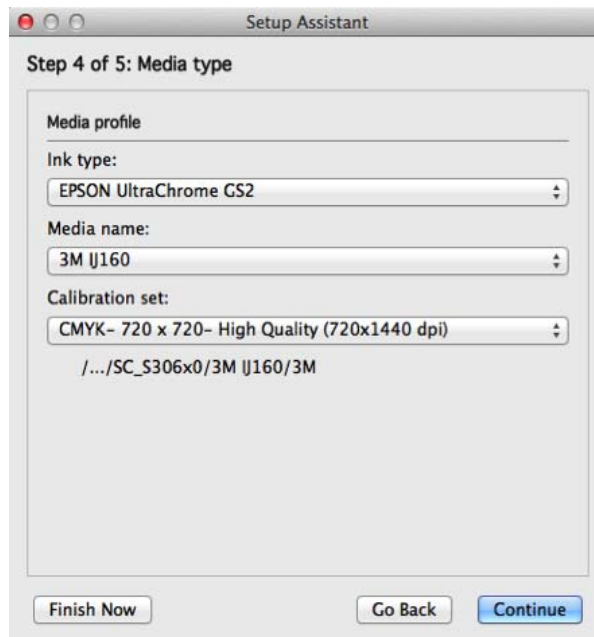 Setup Assistant
Step 4 of 5: Media type
Media profile
Ink type:
EPSON UltraChrome GS2
Media name:
3M IJ160
Calibration set:
CMYK- 720 x 720- High Quality (720x1440 dpi)
/.../SC_S306x0/3M IJ160/3M
Finish Now
Go Back
Continue